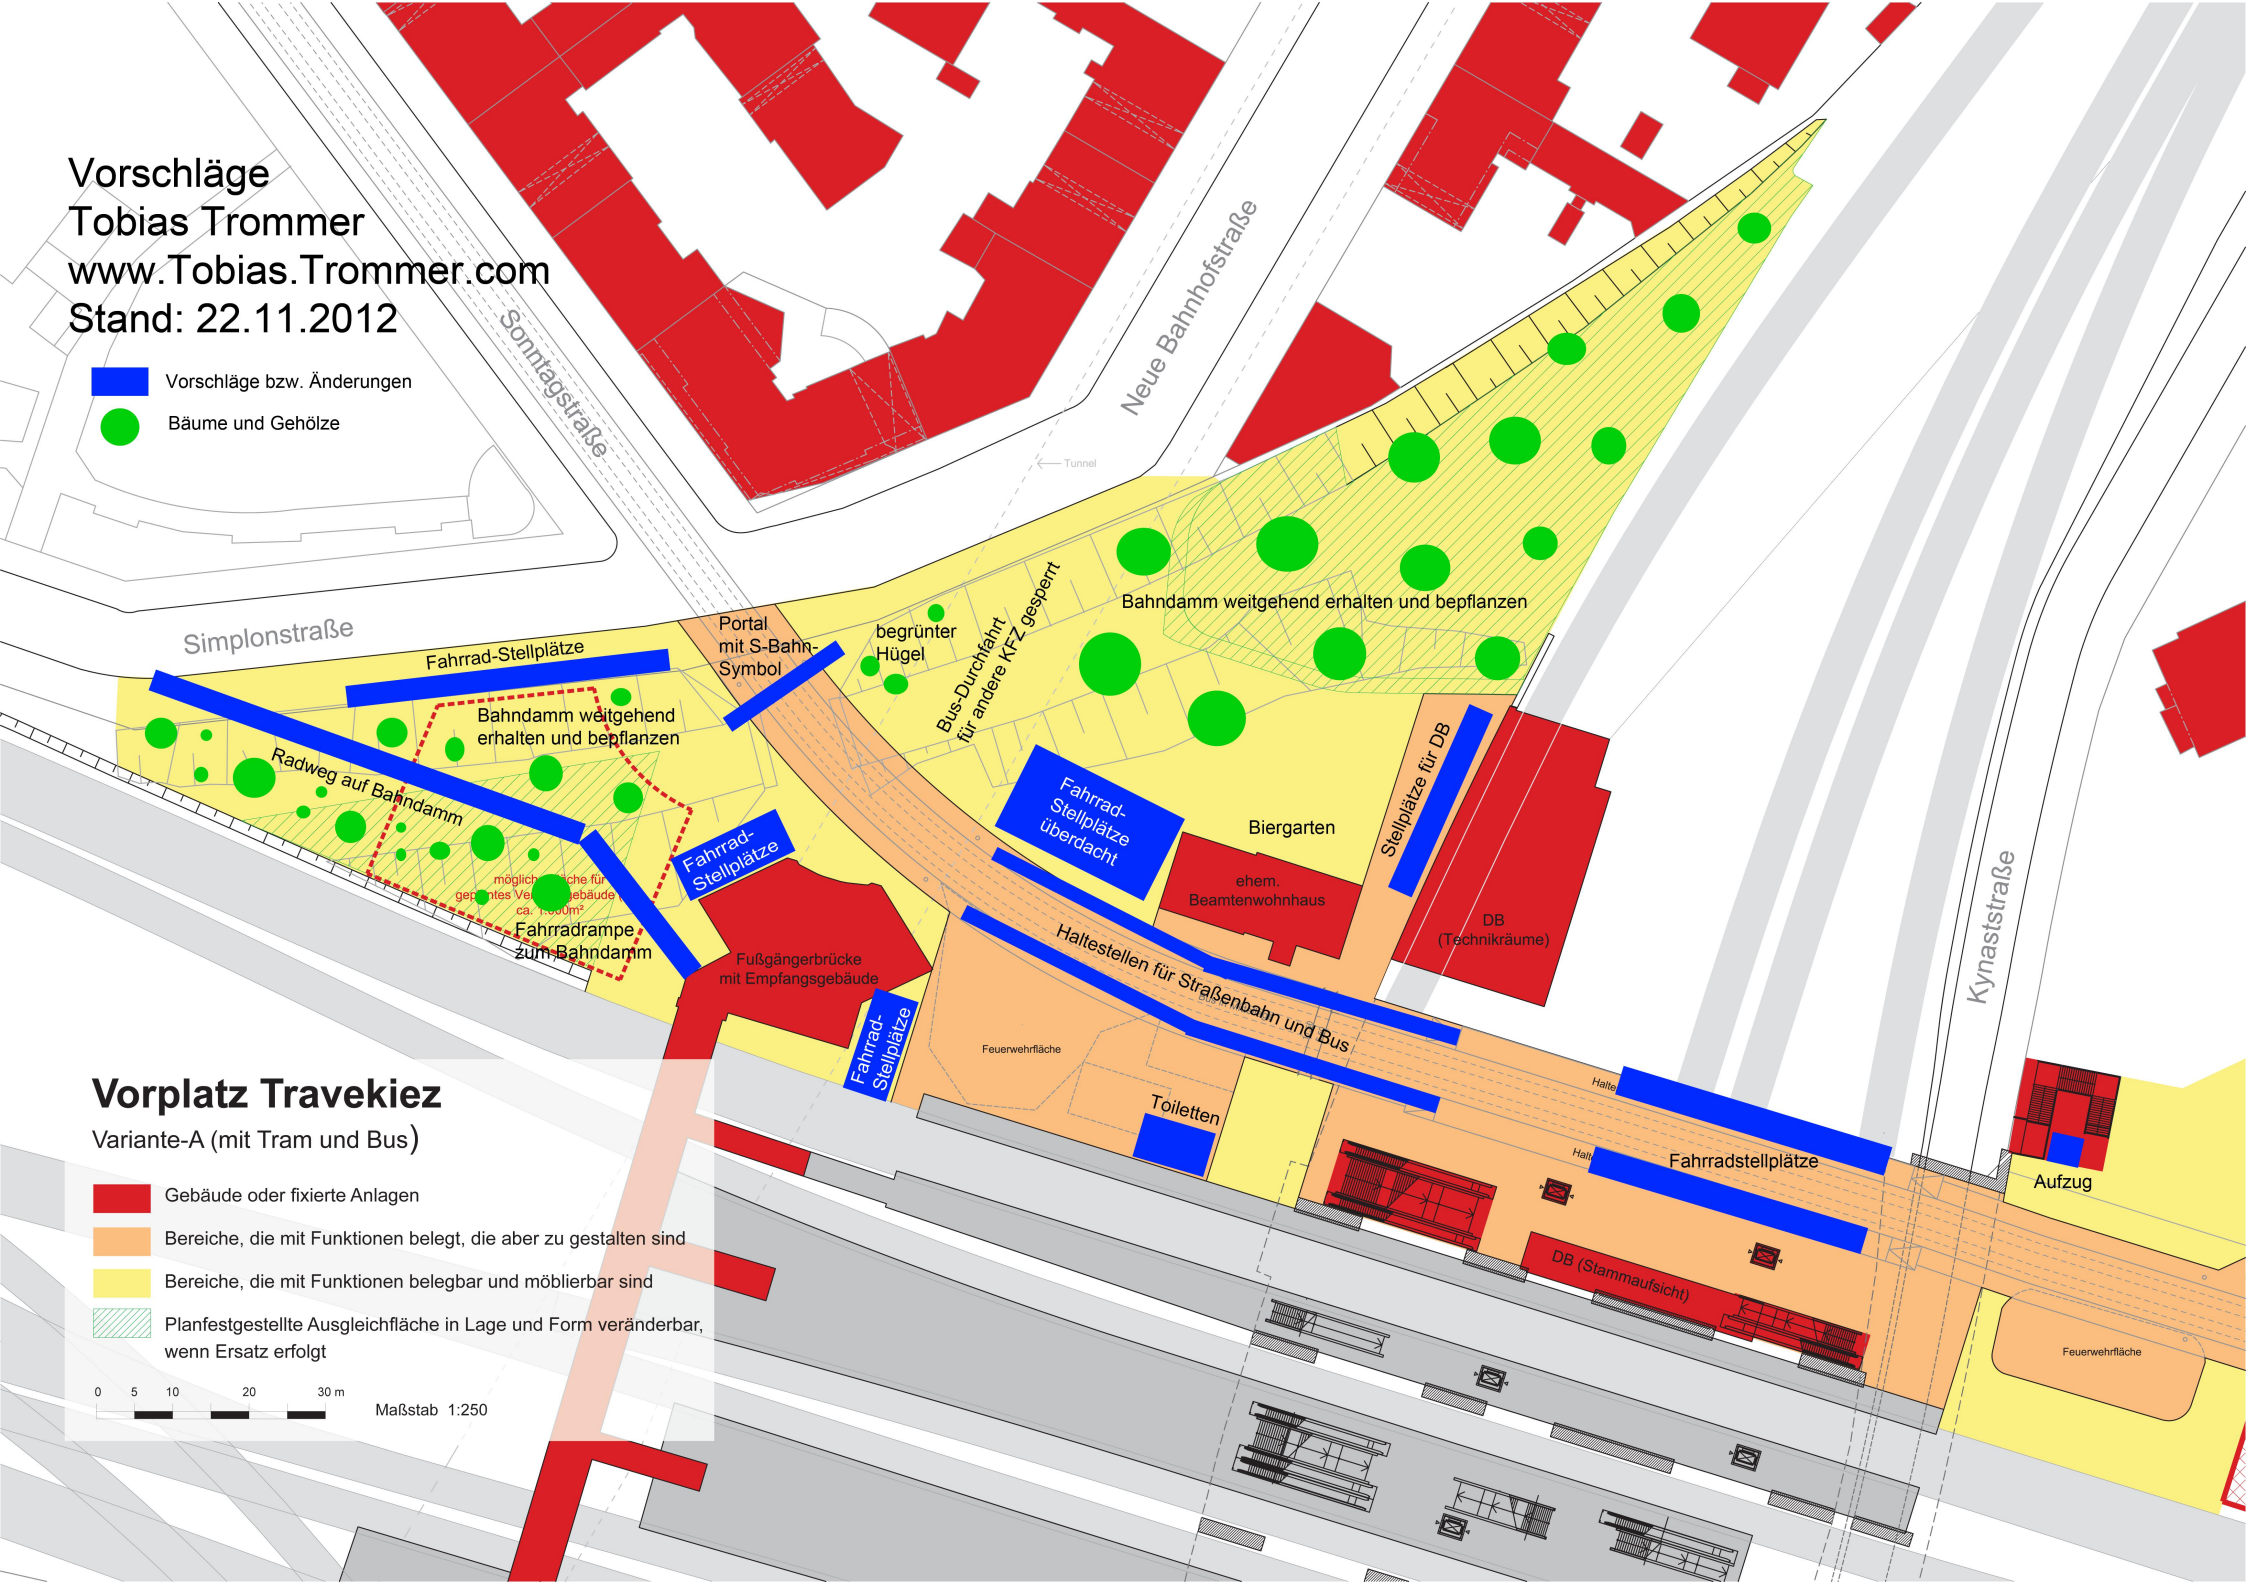 Vorschläge
Tobias Trommer
www.Tobias.Trommer.com
Stand: 22.11.2012
Vorschläge bzw. Änderungen
Bäume und Gehölze
Sonntagstraße
Neue Bahnhofstraße
Tunnel
Simplonstraße
Fahrrad-Stellplätze
Portal
mit S-Bahn-
Symbol
begrünter
Hügel
Bus-Durchfahrt
für andere KFZ gesperrt
Bahndamm weitgehend erhalten und bepflanzen
Bahndamm weitgehend
erhalten und bepflanzen
Radweg auf Bahndamm
Fahrrad-
Stellplätze
Fahrrad-
Stellplätze
überdacht
Biergarten
Stellplätze für DB
ehem.
Beamtenwohnhaus
DB
(Technikräume)
für
ca.
Fahrradrampe
zum Bahndamm
Fußgängerbrücke
mit Empfangsgebäude
Fahrrad-
Stellplätze
Haltestellen für Straßenbahn und Bus
Feuerwehrfläche
Toiletten
Kynaststraße
Fahrradstellplätze
Aufzug
DB (Stammaufsicht)
Feuerwehrfläche
Vorplatz Travekiez
Variante-A (mit Tram und Bus)
Gebäude oder fixierte Anlagen
Bereiche, die mit Funktionen belegt, die aber zu gestalten sind
Bereiche, die mit Funktionen belegbar und möblierbar sind
Planfestgestellte Ausgleichfläche in Lage und Form veränderbar,
wenn Ersatz erfolgt
0 5 10 20 30 m
Maßstab 1:250